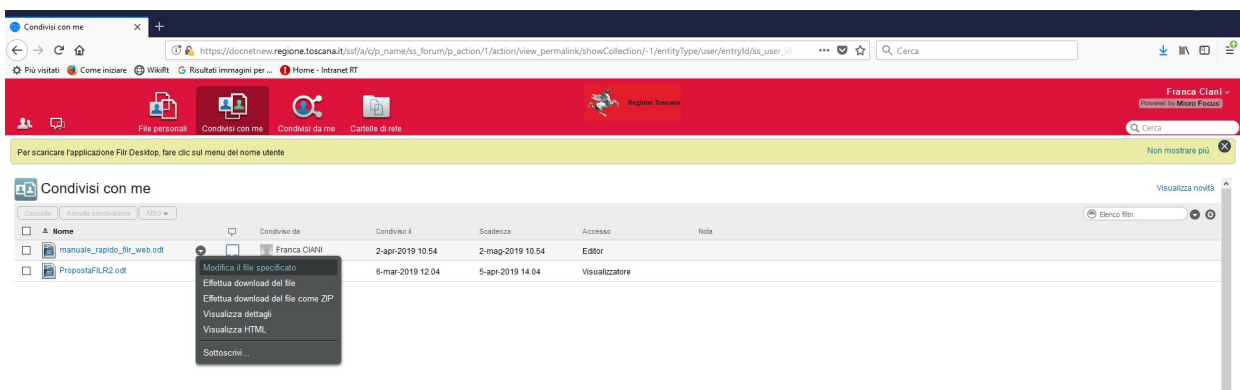 Condivisi con me
https://docnetnew.regione.toscana.it/ssf/a/c/p_name/ss_forum/p_action/1/action/view_permalink/showCollection/-1/entityType/user/entryId/ss_user_id
Cerca
Più visitati Come iniziare WikiRt Risultati immagini per ... Home - Intranet RT
Franca Ciani
Powered by Micro Focus
Regione Toscana
File personali Condivisi con me Condivisi da me Cartelle di rete
Cerca
Per scaricare l'applicazione Filr Desktop, fare clic sul menu del nome utente Non mostrare più
Condivisi con me Visualizza novità
Cancella Annulla condivisione Altro Elenco filtri
Nome Condiviso da Condiviso il Scadenza Accesso Nota
manuale_rapido_filr_web.odt Franca CIANI 2-apr-2019 10.54 2-mag-2019 10.54 Editor
PropostaFILR2.odt 6-mar-2019 12.04 5-apr-2019 14.04 Visualizzatore
Modifica il file specificato
Effettua download del file
Effettua download del file come ZIP
Visualizza dettagli
Visualizza HTML
Sottoscrivi...